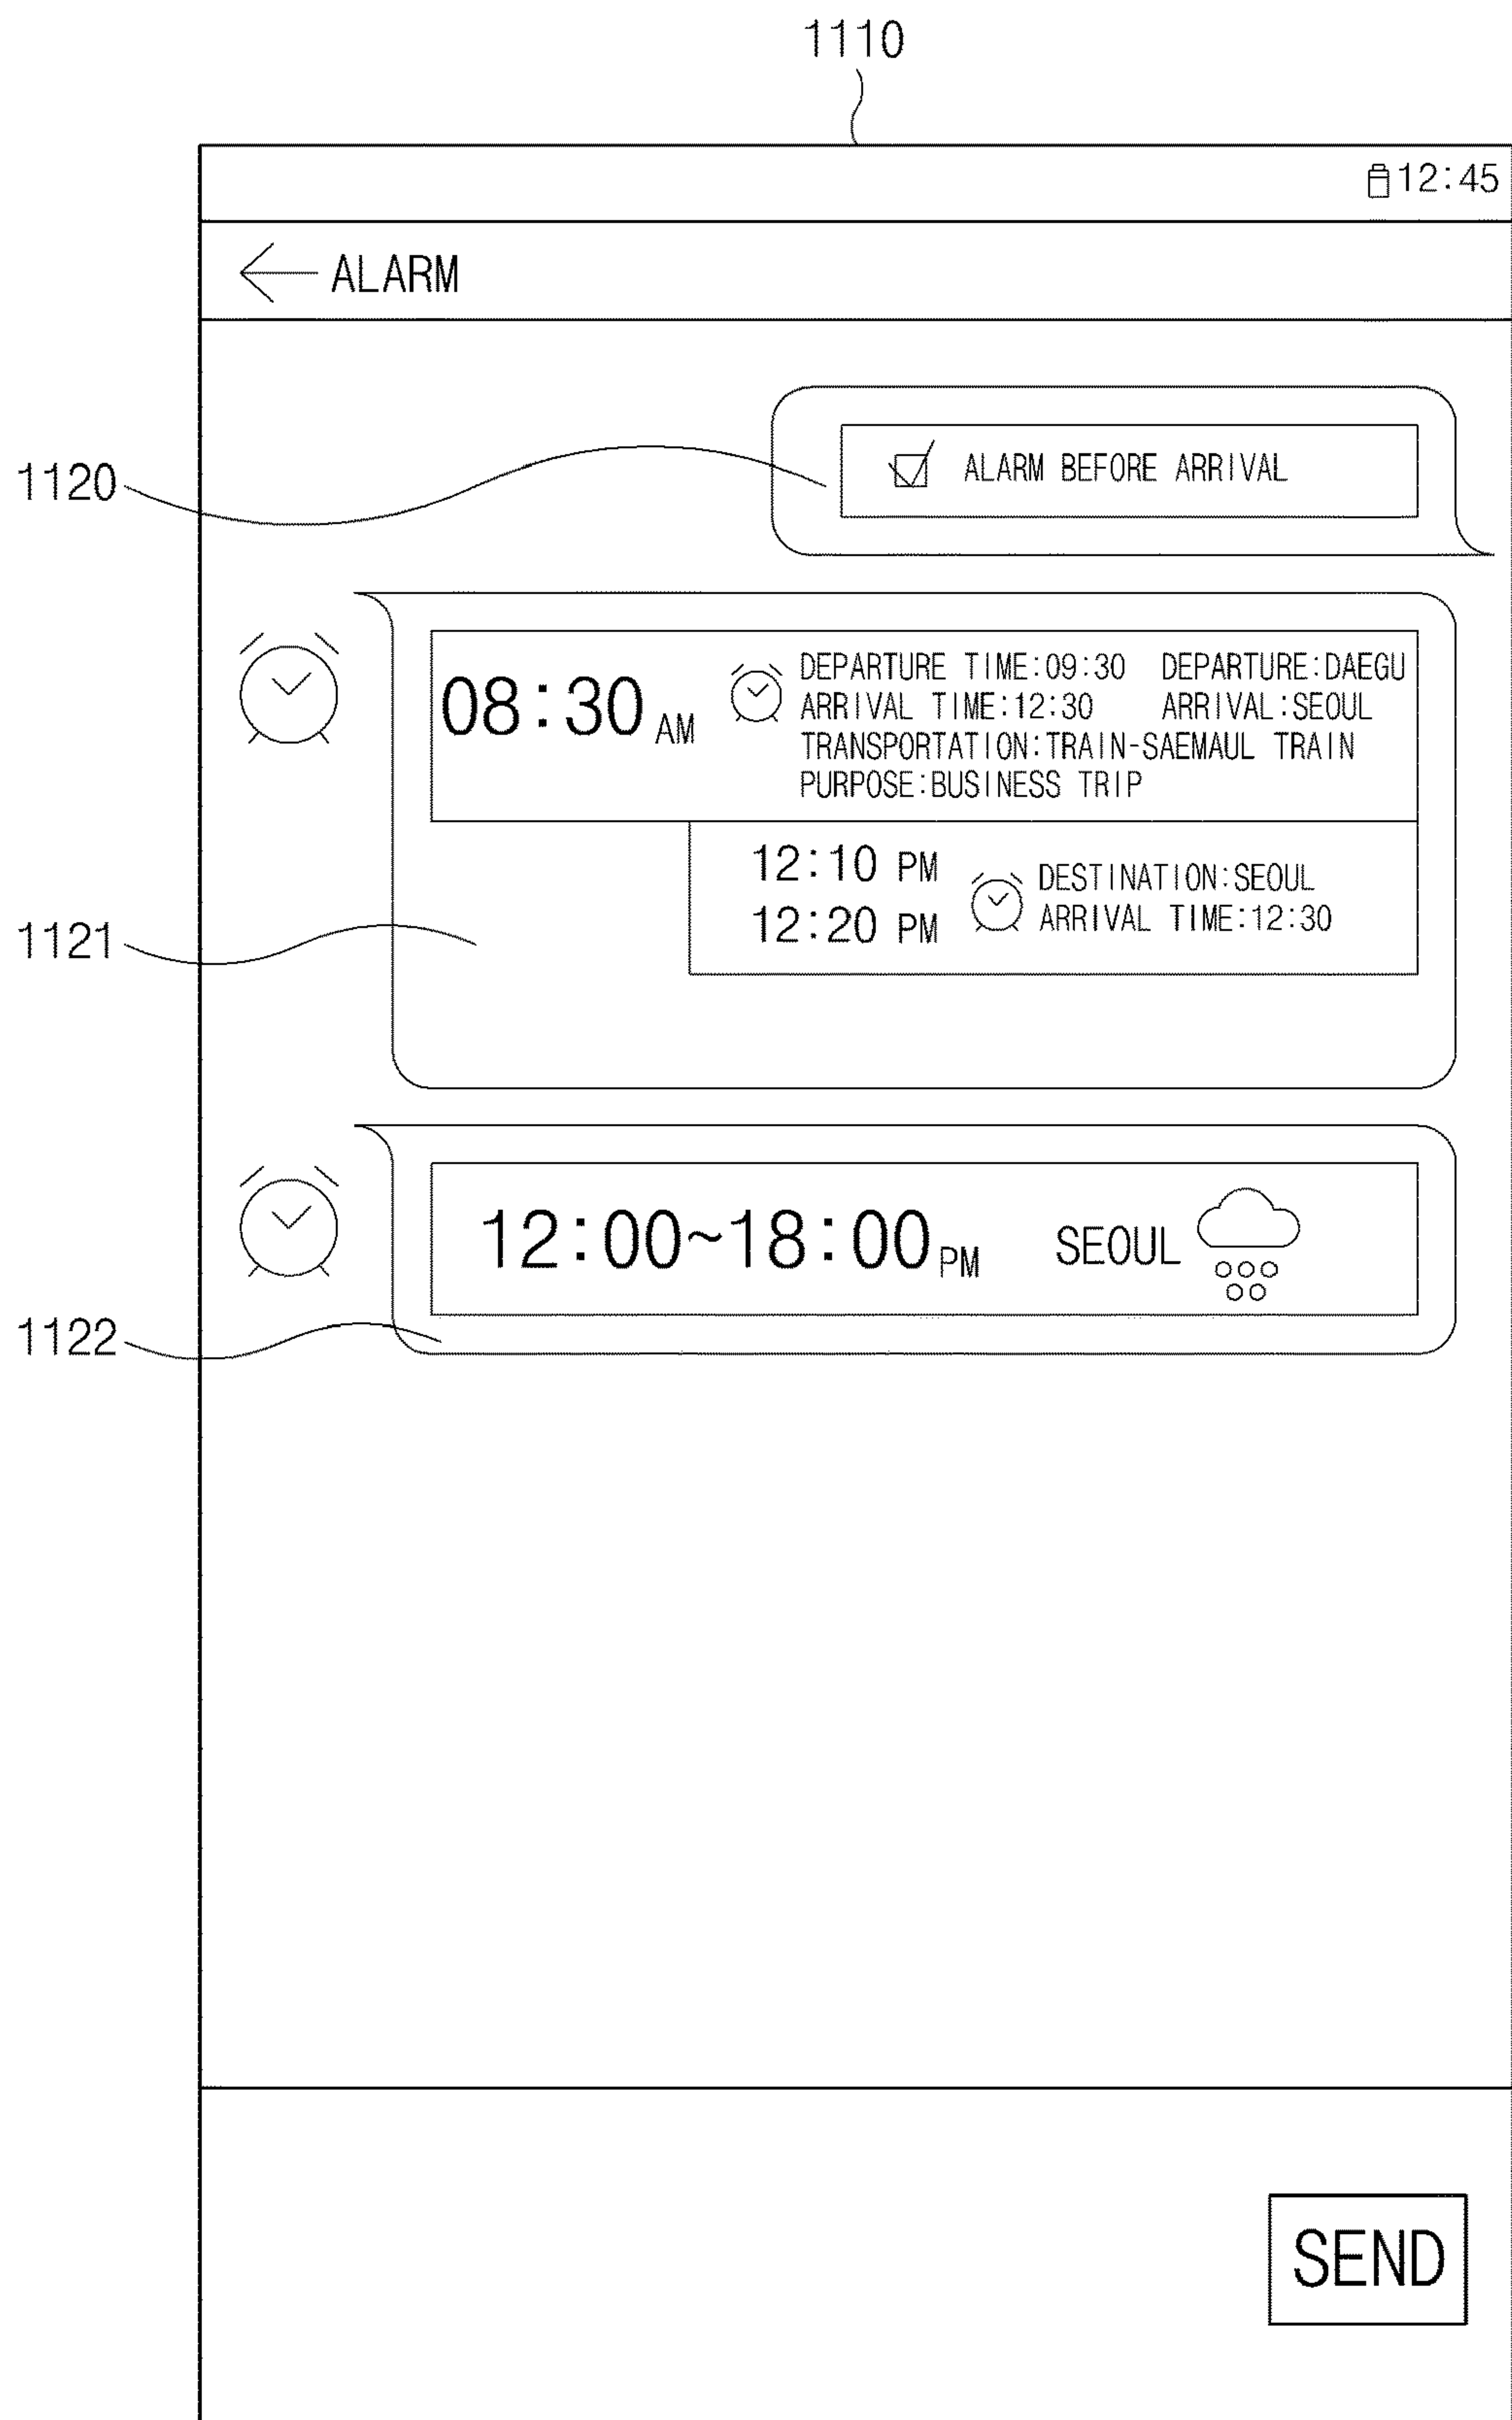 1110
12:45
ALARM
1120
ALARM BEFORE ARRIVAL
08:30 AM
DEPARTURE TIME:09:30 DEPARTURE:DAEGU
ARRIVAL TIME:12:30 ARRIVAL:SEOUL
TRANSPORTATION:TRAIN-SAEMAUL TRAIN
PURPOSE:BUSINESS TRIP
12:10 PM
12:20 PM
DESTINATION:SEOUL
ARRIVAL TIME:12:30
1121
12:00~18:00 PM SEOUL
1122
SEND